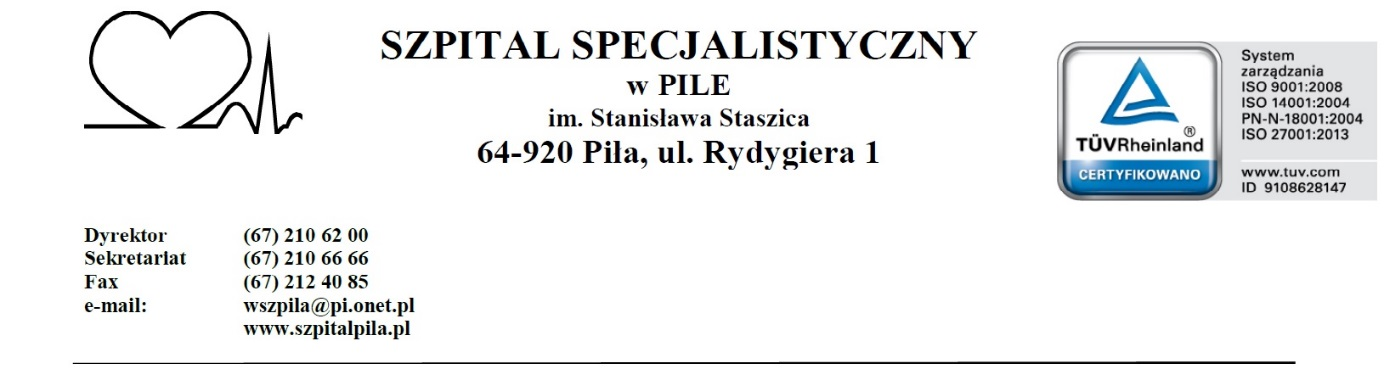 SZPITAL SPECJALISTYCZNY
w PILE
im. Stanisława Staszica
64-920 Piła, ul. Rydygiera 1
TÜVRheinland®
CERTYFIKOWANO
System
zarządzania
ISO 9001:2008
ISO 14001:2004
PN-N-18001:2004
ISO 27001:2013
www.tuv.com
ID 9108628147
Dyrektor (67) 210 62 00
Sekretariat (67) 210 66 66
Fax (67) 212 40 85
e-mail: wszpila@pi.onet.pl
www.szpitalpila.pl